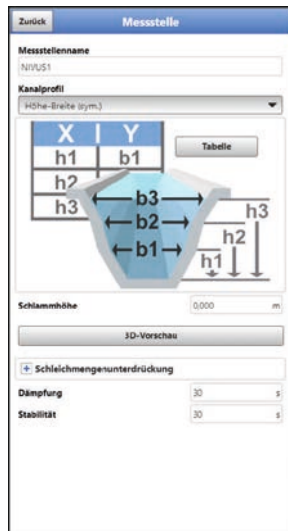 Zurück Messstelle
Messstellenname
NIVUS1
Kanalprofil
Höhe-Breite (sym.)
X Y
Tabelle
h1 b1
h2
h3
b3
b2
b1
h3
h2
h1
Schlammhöhe 0,000 m
3D-Vorschau
+ Schleichmengenunterdrückung
Dämpfung 30 s
Stabilität 30 s